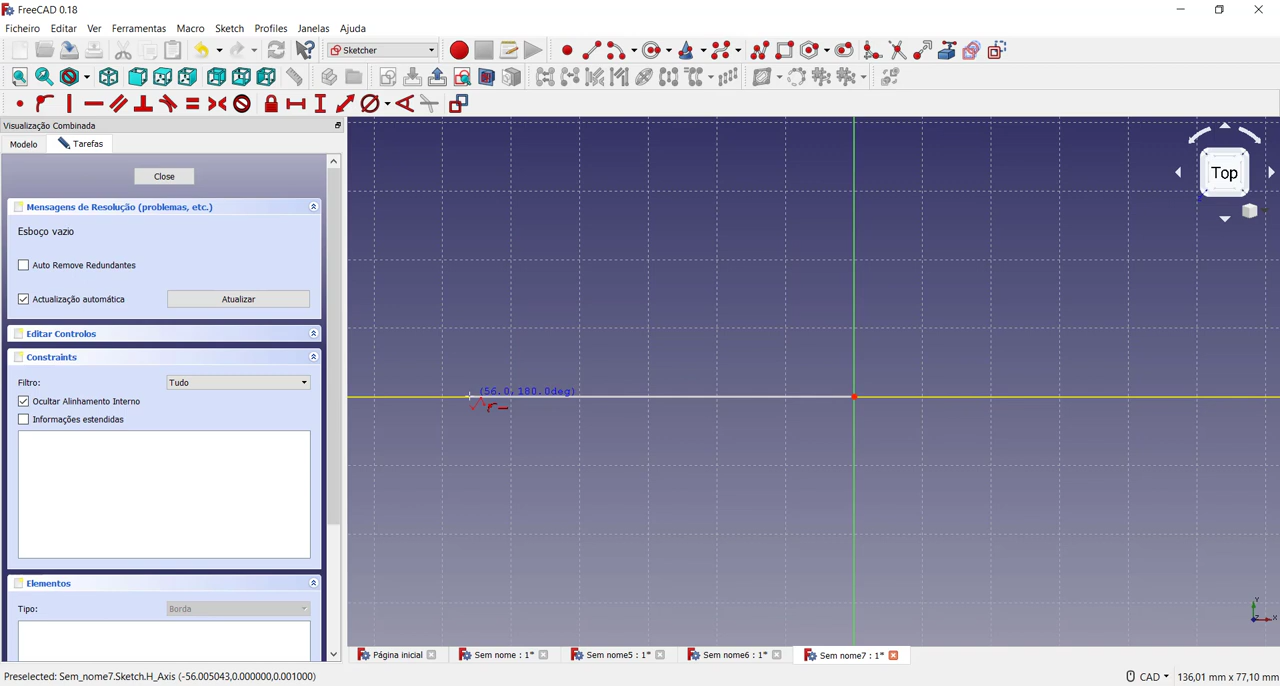 FreeCAD 0.18
Ficheiro Editar Ver Ferramentas Macro Sketch Profiles Janelas Ajuda
Sketcher
Visualização Combinada
Modelo Tarefas
Close
Mensagens de Resolução (problemas, etc.)
Esboço vazio
Auto Remove Redundantes
Actualização automática Atualizar
Editar Controlos
Constraints
Filtro: Tudo
Ocultar Alinhamento Interno
Informações estendidas
Elementos
Tipo: Borda
(56.0,180.0deg)
Top
Y
X
Z
Página inicial Sem nome : 1* Sem nome5 : 1* Sem nome6 : 1* Sem nome7 : 1*
Preselected: Sem_nome7.Sketch.H_Axis (-56.005043,0.000000,0.001000) CAD 136,01 mm x 77,10 mm